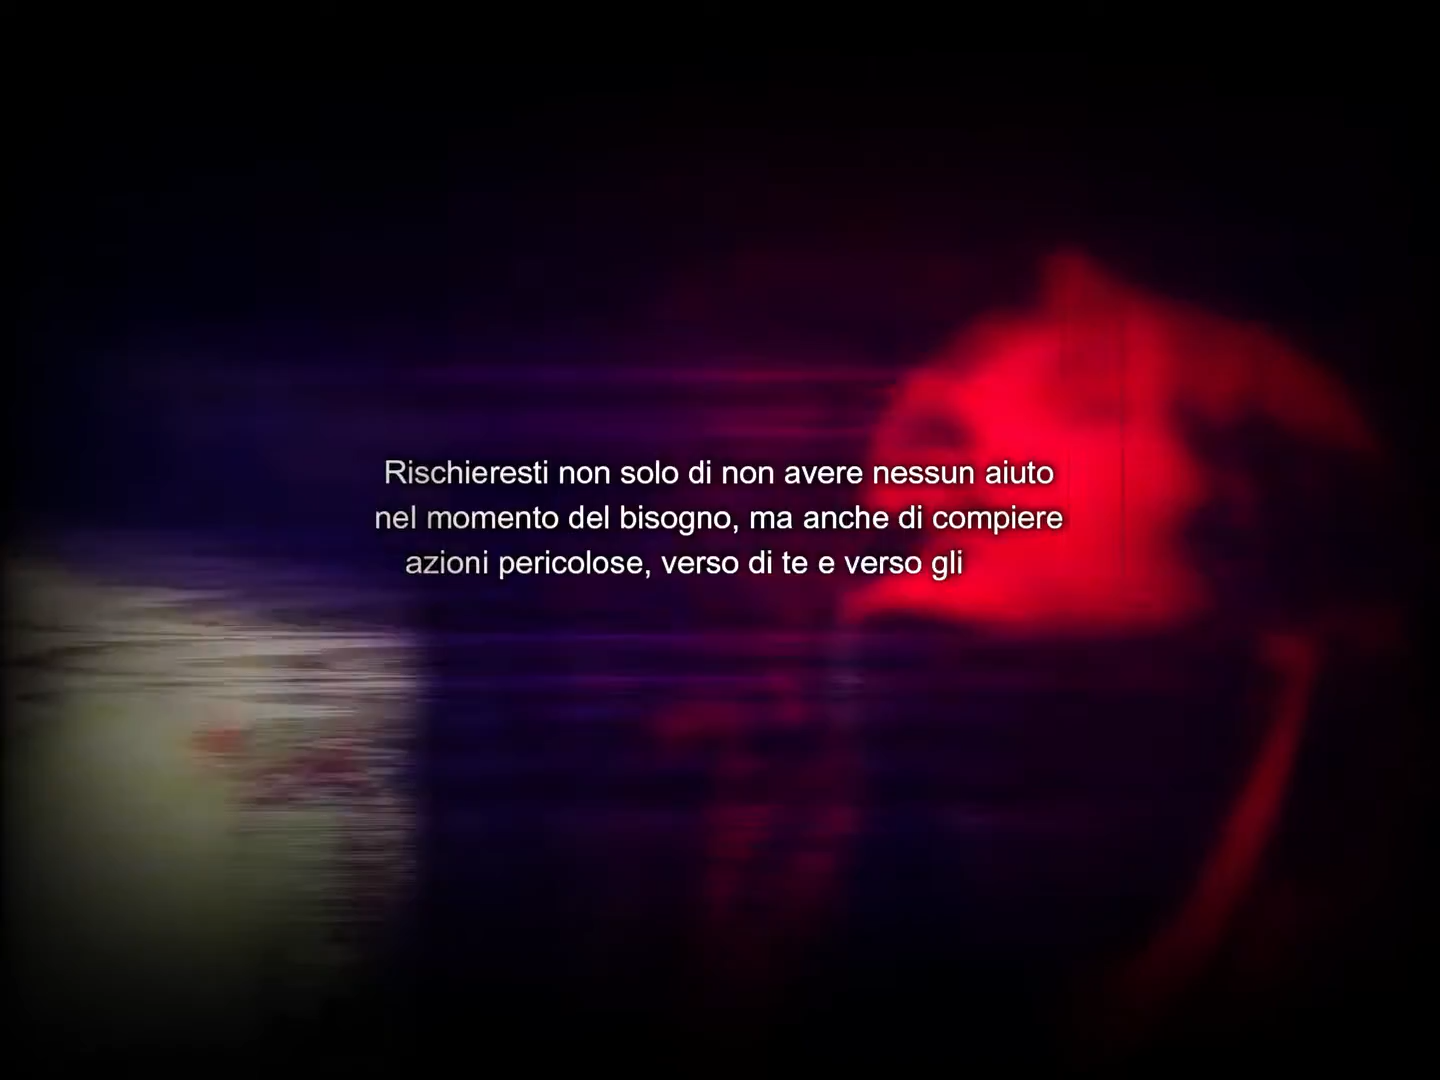 Rischieresti non solo di non avere nessun aiuto
nel momento del bisogno, ma anche di compiere
azioni pericolose, verso di te e verso gli